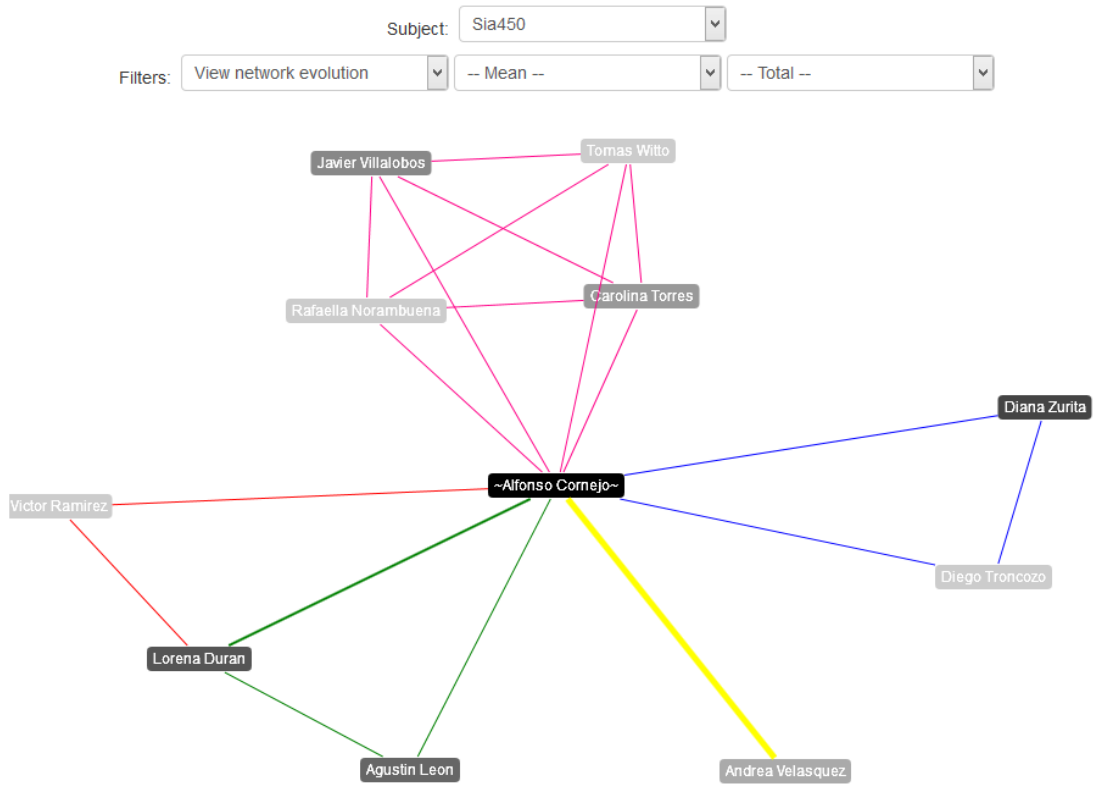 Subject: Sia450
Filters: View network evolution -- Mean -- -- Total --
Javier Villalobos
Tomas Witto
Rafaella Norambuena
Carolina Torres
Diana Zurita
~Alfonso Cornejo~
Victor Ramirez
Diego Troncozo
Lorena Duran
Agustin Leon
Andrea Velasquez